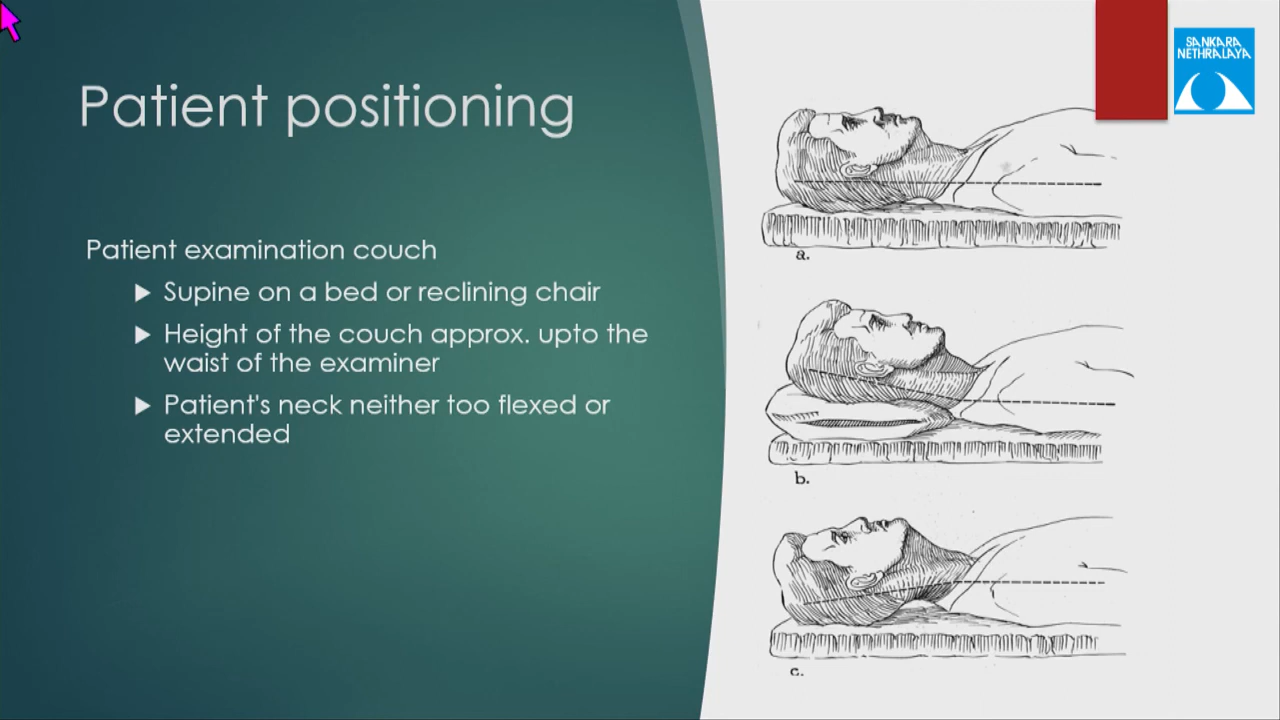 Patient positioning
Patient examination couch
Supine on a bed or reclining chair
Height of the couch approx. upto the
waist of the examiner
Patient's neck neither too flexed or
extended
SANKARA
NETHRALAYA
a.
b.
c.